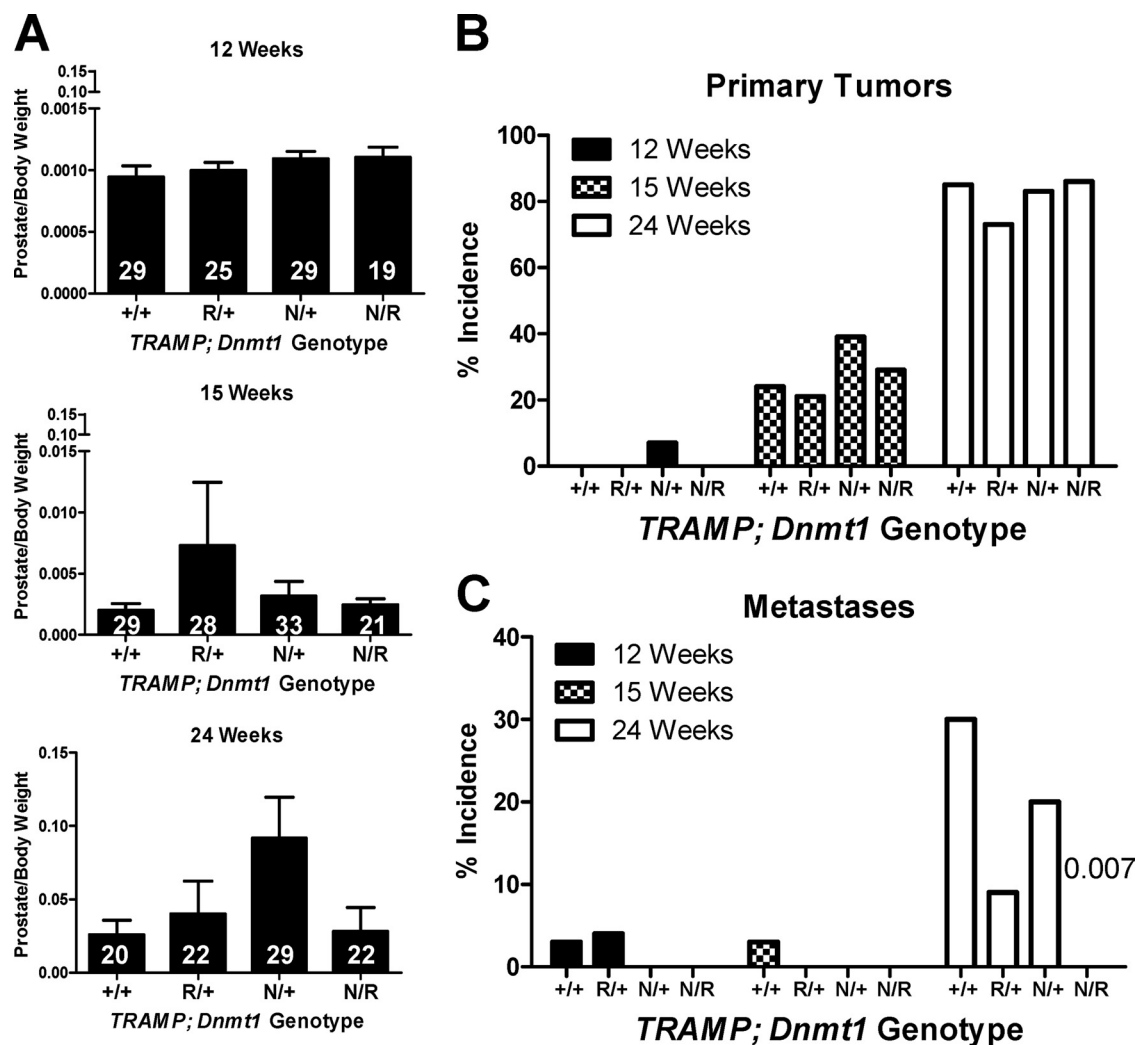 A
12 Weeks
Prostate/Body Weight
0.15
0.10
0.0015
0.0010
0.0005
0.0000
29 25 29 19
+/+ R/+ N/+ N/R
TRAMP; Dnmt1 Genotype
15 Weeks
Prostate/Body Weight
0.15
0.10
0.015
0.010
0.005
0.000
29 28 33 21
+/+ R/+ N/+ N/R
TRAMP; Dnmt1 Genotype
24 Weeks
Prostate/Body Weight
0.15
0.10
0.05
0.00
20 22 29 22
+/+ R/+ N/+ N/R
TRAMP; Dnmt1 Genotype
B
Primary Tumors
12 Weeks
15 Weeks
24 Weeks
% Incidence
100
80
60
40
20
0
+/+ R/+ N/+ N/R +/+ R/+ N/+ N/R +/+ R/+ N/+ N/R
TRAMP; Dnmt1 Genotype
C
Metastases
12 Weeks
15 Weeks
24 Weeks
% Incidence
40
30
20
10
0
0.007
+/+ R/+ N/+ N/R +/+ R/+ N/+ N/R +/+ R/+ N/+ N/R
TRAMP; Dnmt1 Genotype